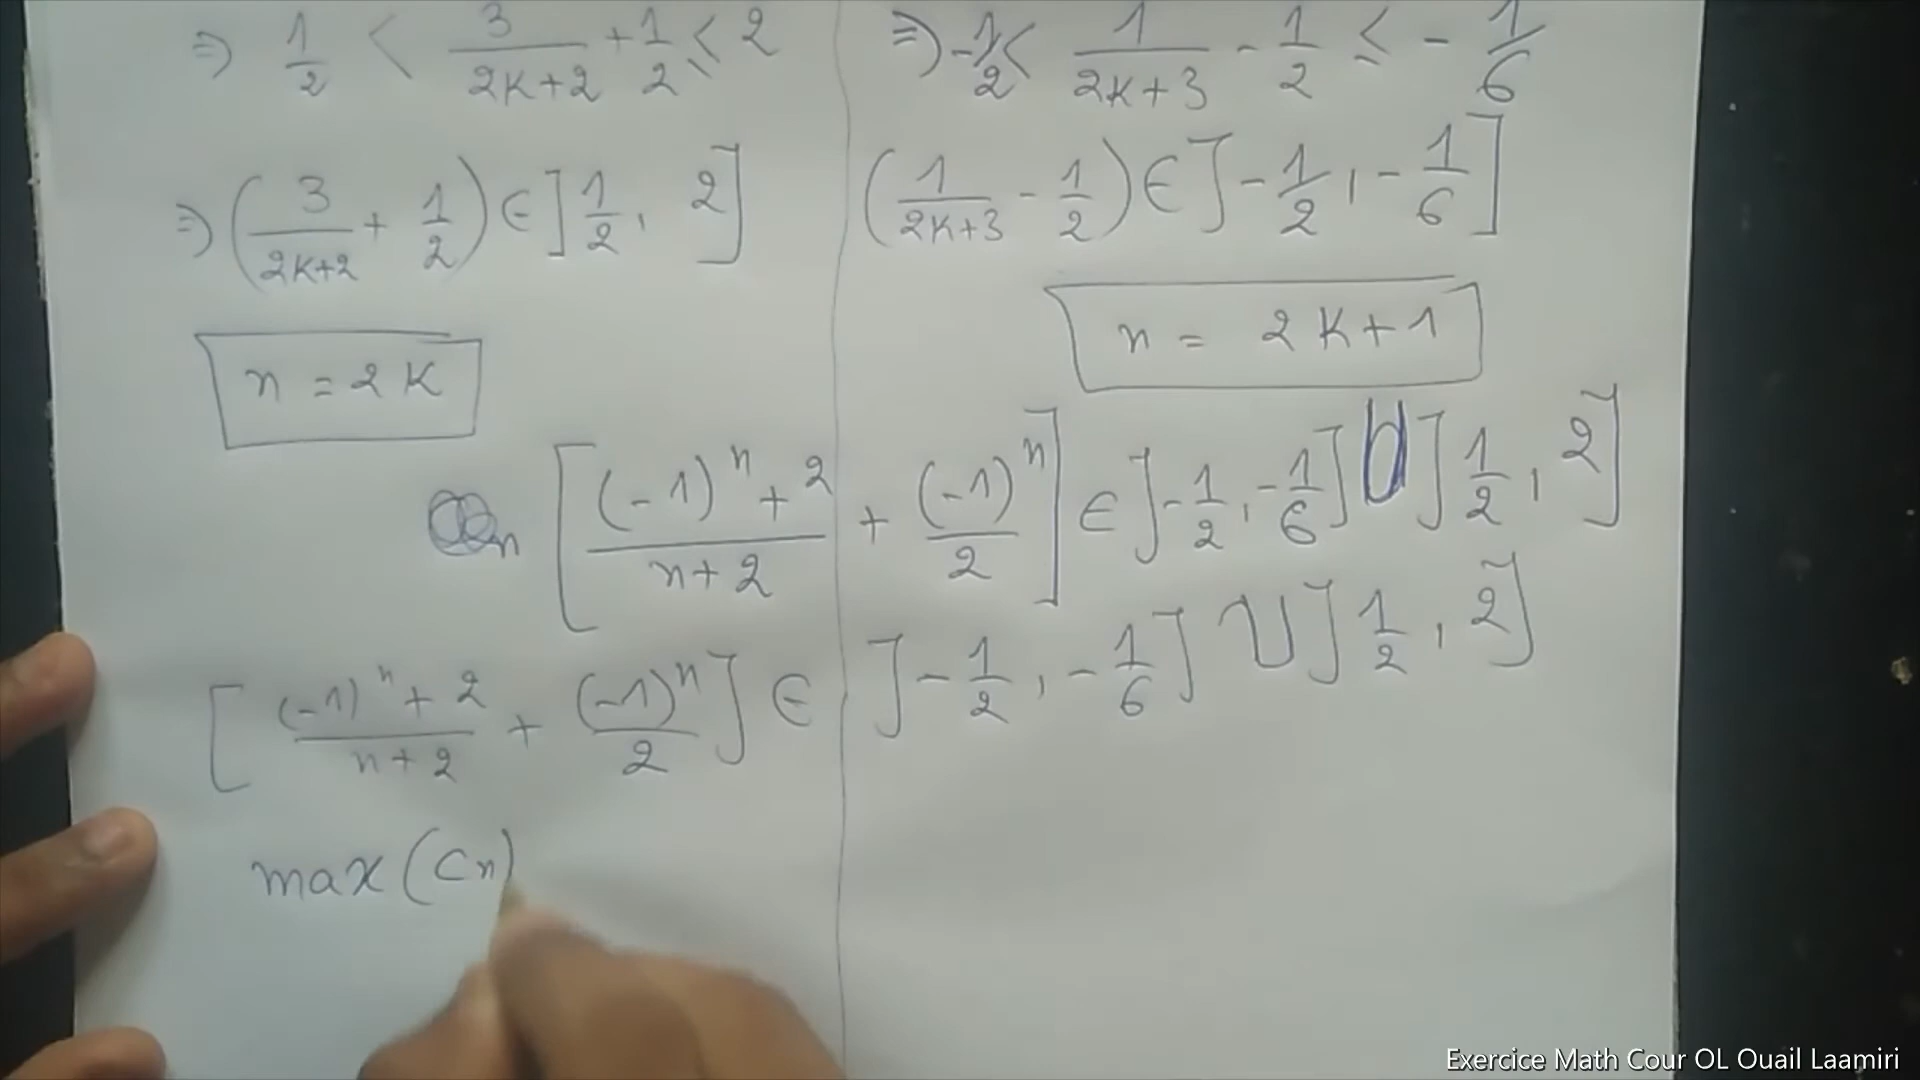 ⇒ 1/2 < 3/(2K+2) + 1/2 ≤ 2
⇒ (3/(2K+2) + 1/2) ∈ ]1/2, 2]
n = 2K
⇒ -1/2 < 1/(2K+3) - 1/2 ≤ -1/6
(1/(2K+3) - 1/2) ∈ ]-1/2, -1/6]
n = 2K+1
[((-1)^n + 2)/(n+2) + (-1)^n/2] ∈ ]-1/2, -1/6] U ]1/2, 2]
[((-1)^n + 2)/(n+2) + (-1)^n/2] ∈ ]-1/2, -1/6] U ]1/2, 2]
max(Cn)
Exercice Math Cour OL Ouail Laamiri